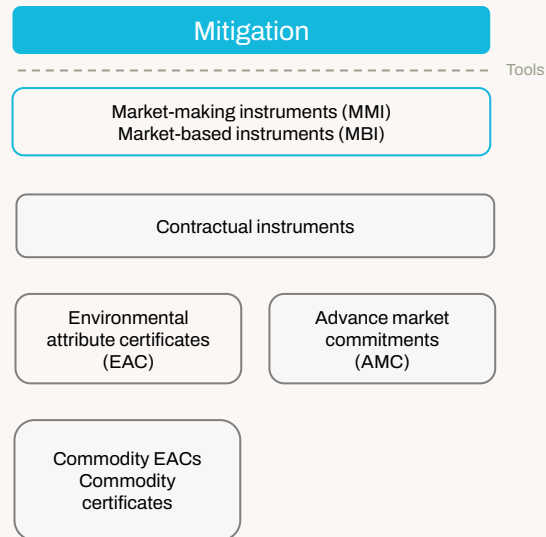 Mitigation
Tools
Market-making instruments (MMI)
Market-based instruments (MBI)
Contractual instruments
Environmental
attribute certificates
(EAC)
Advance market
commitments
(AMC)
Commodity EACs
Commodity
certificates